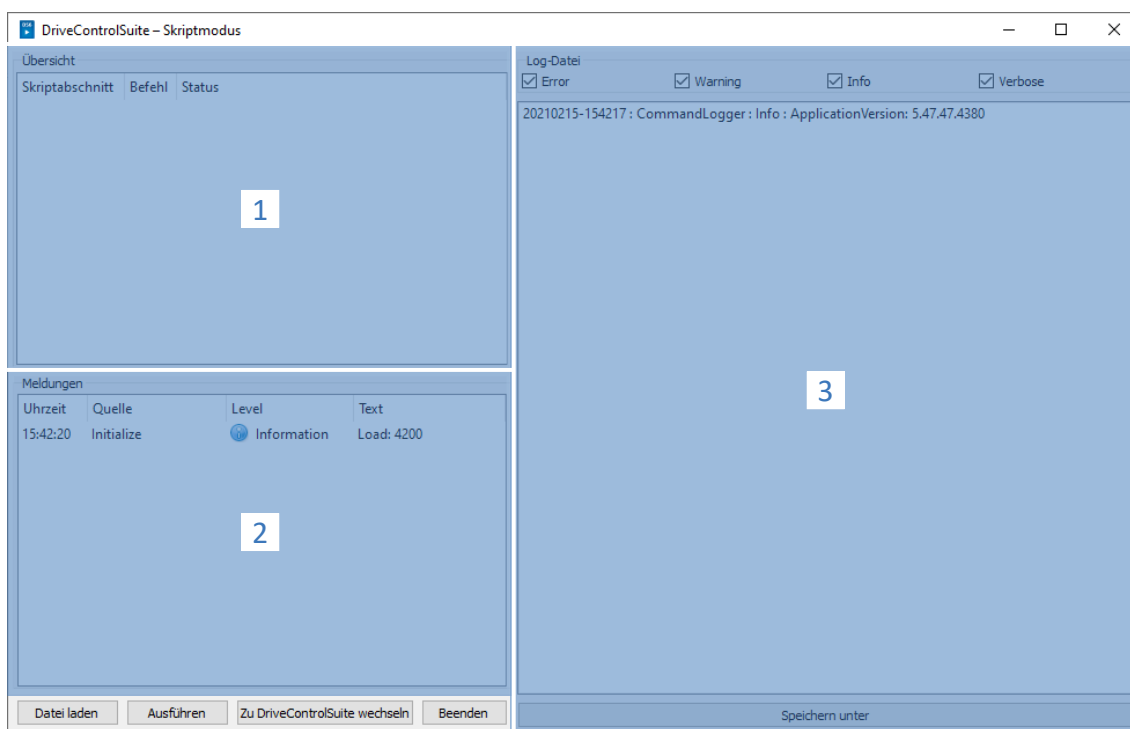 DriveControlSuite – Skriptmodus
Übersicht
Skriptabschnitt Befehl Status
1
Meldungen
Uhrzeit Quelle Level Text
15:42:20 Initialize Information Load: 4200
2
Datei laden Ausführen Zu DriveControlSuite wechseln Beenden
Log-Datei
Error Warning Info Verbose
20210215-154217 : CommandLogger : Info : ApplicationVersion: 5.47.47.4380
3
Speichern unter